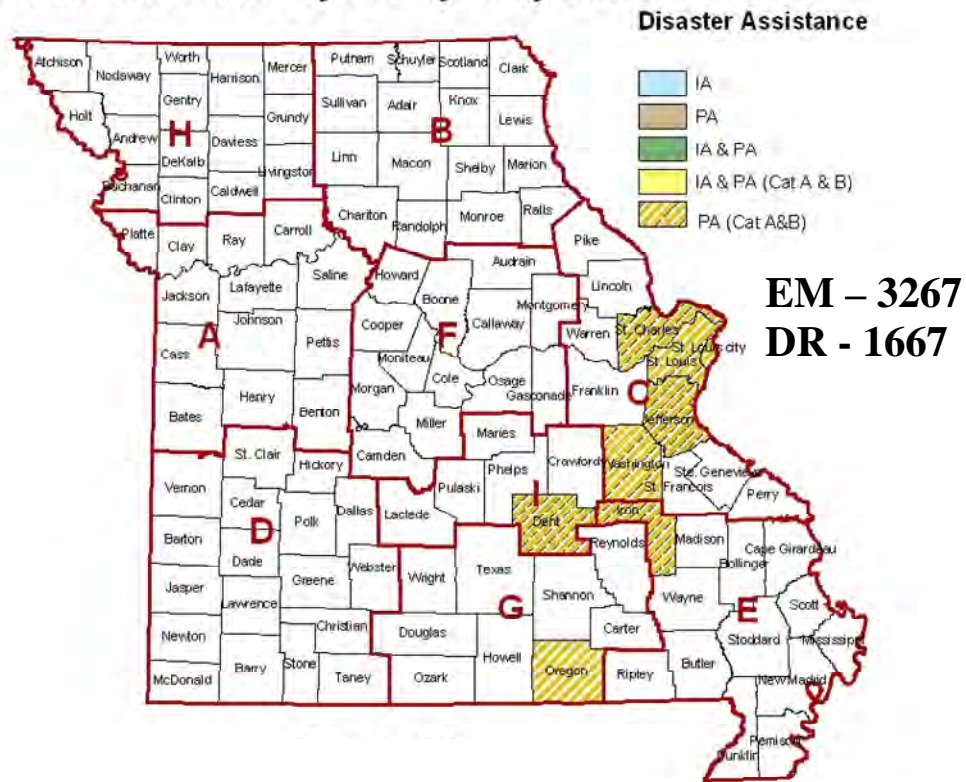 Disaster Assistance
IA
PA
IA & PA
IA & PA (Cat A & B)
PA (Cat A&B)
EM – 3267
DR - 1667
Atchison
Nodaway
Worth
Harrison
Mercer
Putnam
Schuyler
Scotland
Clark
Holt
Gentry
Sullivan
Adair
Knox
Lewis
Andrew
H
DeKalb
Daviess
Grundy
B
Linn
Macon
Shelby
Marion
Buchanan
Clinton
Caldwell
Livingston
Chariton
Randolph
Monroe
Ralls
Platte
Clay
Ray
Carroll
Pike
Saline
Howard
Audrain
Jackson
Lafayette
Boone
Montgomery
Lincoln
Johnson
A
Pettis
Cooper
F
Callaway
Warren
St. Charles
St. Louis city
St. Louis
Cass
Moniteau
Cole
Osage
Gasconade
Franklin
C
Jefferson
Bates
Henry
Benton
Morgan
Miller
Maries
St. Clair
Hickory
Camden
Phelps
Crawford
Washington
Ste. Genevieve
St. Francois
Perry
Vernon
Cedar
D
Polk
Dallas
Laclede
Pulaski
I
Dent
Iron
Reynolds
Madison
Cape Girardeau
Bollinger
Barton
Dade
Greene
Webster
Wright
Texas
G
Shannon
Wayne
E
Scott
Jasper
Lawrence
Christian
Douglas
Carter
Stoddard
Mississippi
Newton
Barry
Stone
Taney
Ozark
Howell
Oregon
Ripley
Butler
New Madrid
McDonald
Dunklin
Pemiscot